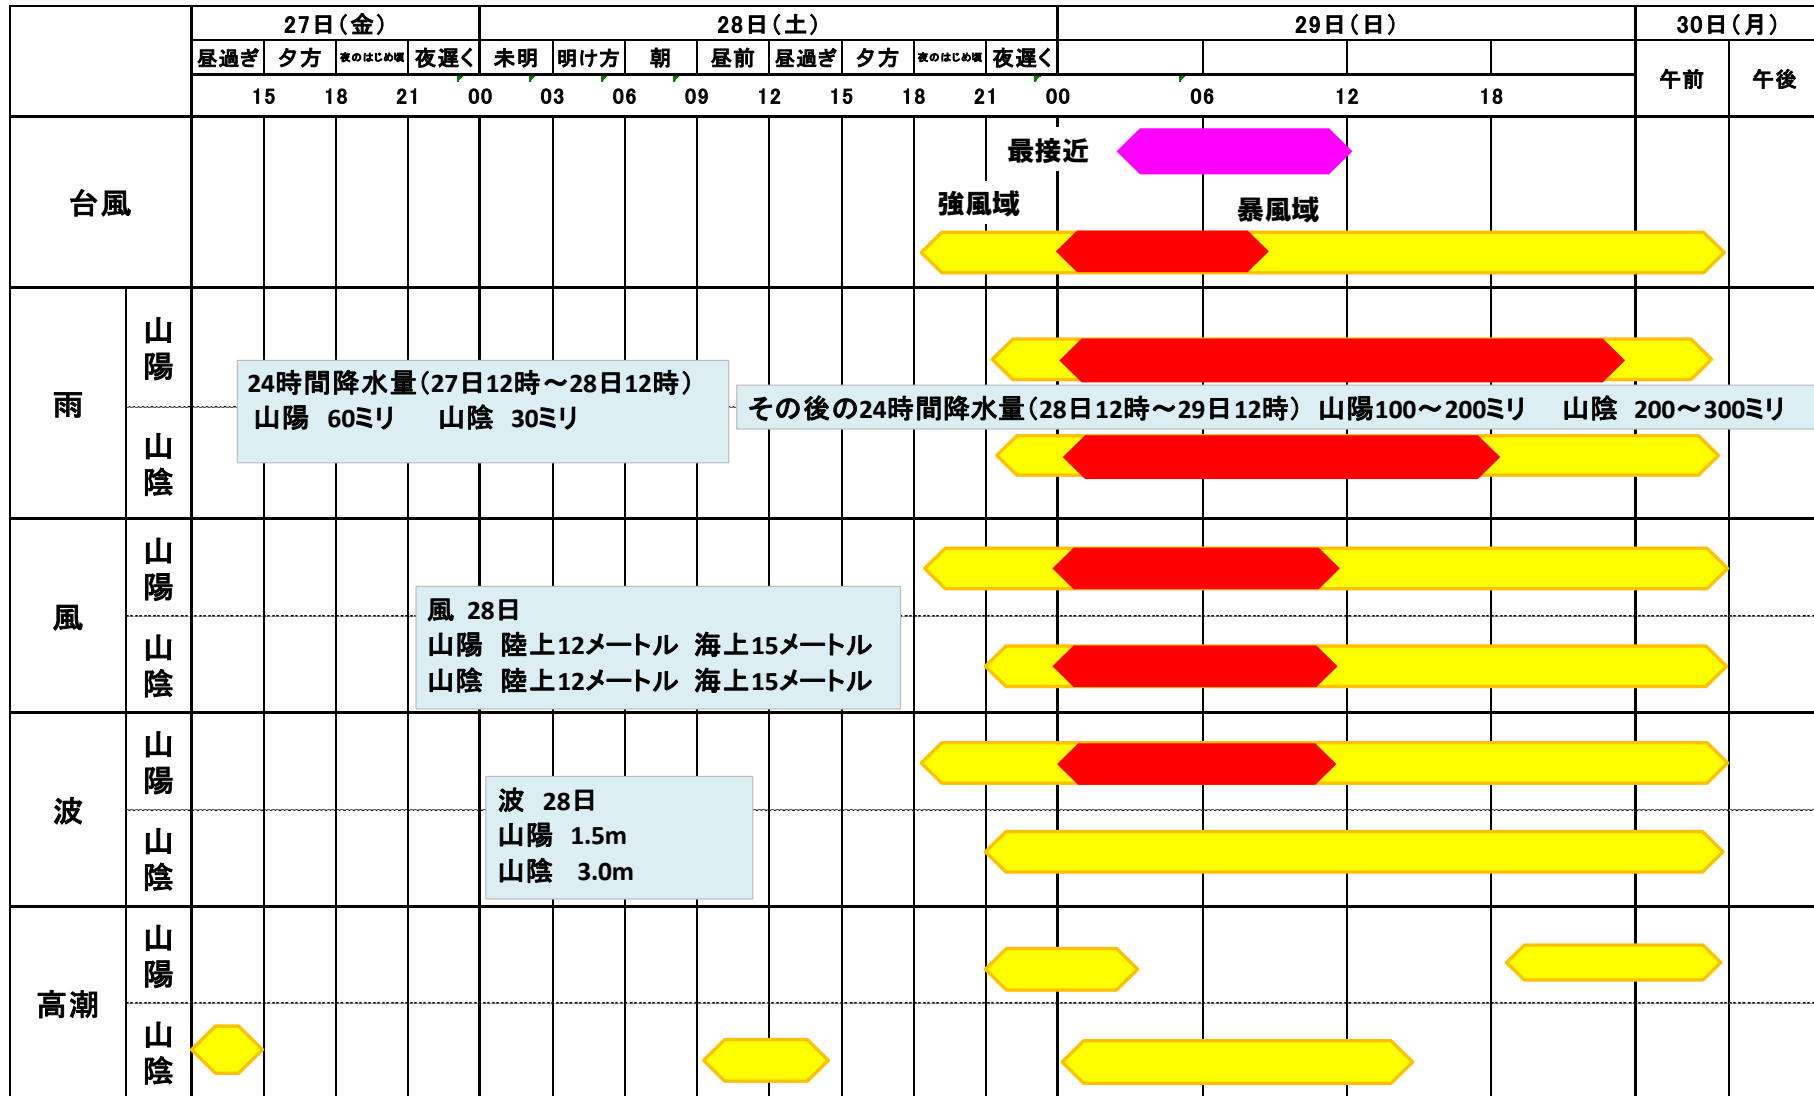 27日（金） 28日（土） 29日（日） 30日（月）
昼過ぎ 夕方 夜のはじめ頃 夜遅く 未明 明け方 朝 昼前 昼過ぎ 夕方 夜のはじめ頃 夜遅く 午前 午後
15 18 21 00 03 06 09 12 15 18 21 00 06 12 18
台風
最接近
強風域 暴風域
雨
山陽
山陰
24時間降水量（27日12時～28日12時）
山陽 60ミリ 山陰 30ミリ
その後の24時間降水量（28日12時～29日12時） 山陽100～200ミリ 山陰 200～300ミリ
風
山陽
山陰
風 28日
山陽 陸上12メートル 海上15メートル
山陰 陸上12メートル 海上15メートル
波
山陽
山陰
波 28日
山陽 1.5m
山陰 3.0m
高潮
山陽
山陰